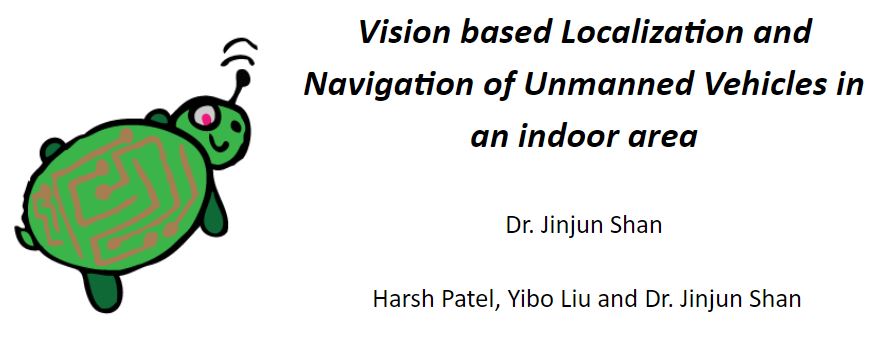 Vision based Localization and
Navigation of Unmanned Vehicles in
an indoor area
Dr. Jinjun Shan
Harsh Patel, Yibo Liu and Dr. Jinjun Shan